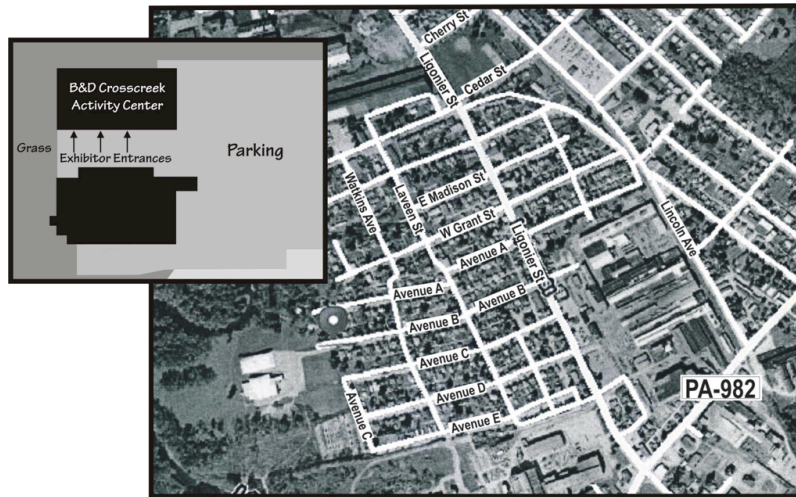 B&D Crosscreek
Activity Center
Grass
Exhibitor Entrances
Parking
Cherry St
Ligonier St
Cedar St
Watkins Ave
Laveen St
E Madison St
W Grant St
Ligonier St
Lincoln Ave
Avenue A
Avenue A
Avenue B
Avenue B
Avenue C
Avenue D
Avenue C
Avenue E
PA-982